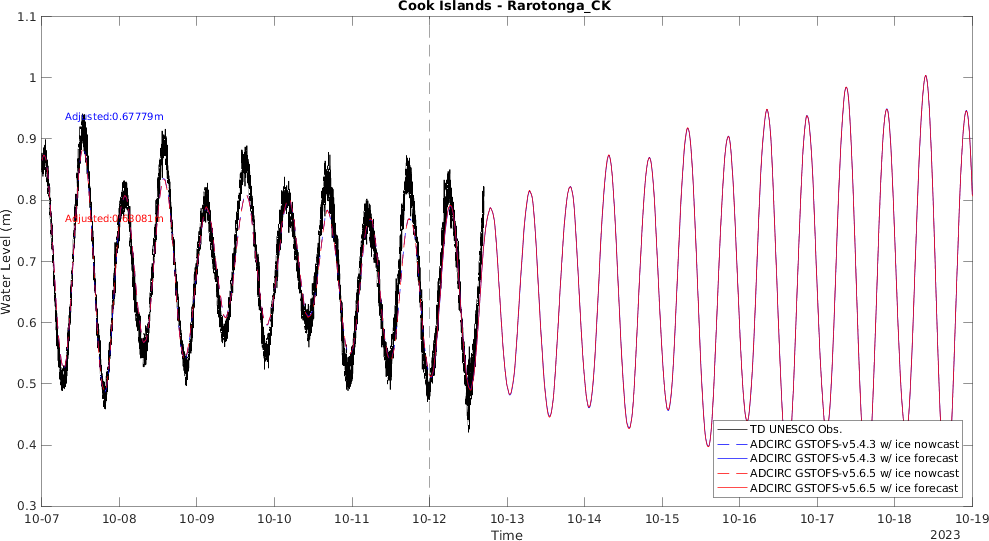 Cook Islands - Rarotonga_CK
1.1
1
0.9
0.8
0.7
0.6
0.5
0.4
0.3
Water Level (m)
Adjusted:0.67779m
Adjusted:0.63081m
TD UNESCO Obs.
ADCIRC GSTOFS-v5.4.3 w/ ice nowcast
ADCIRC GSTOFS-v5.4.3 w/ ice forecast
ADCIRC GSTOFS-v5.6.5 w/ ice nowcast
ADCIRC GSTOFS-v5.6.5 w/ ice forecast
10-07 10-08 10-09 10-10 10-11 10-12 10-13 10-14 10-15 10-16 10-17 10-18 10-19
Time
2023